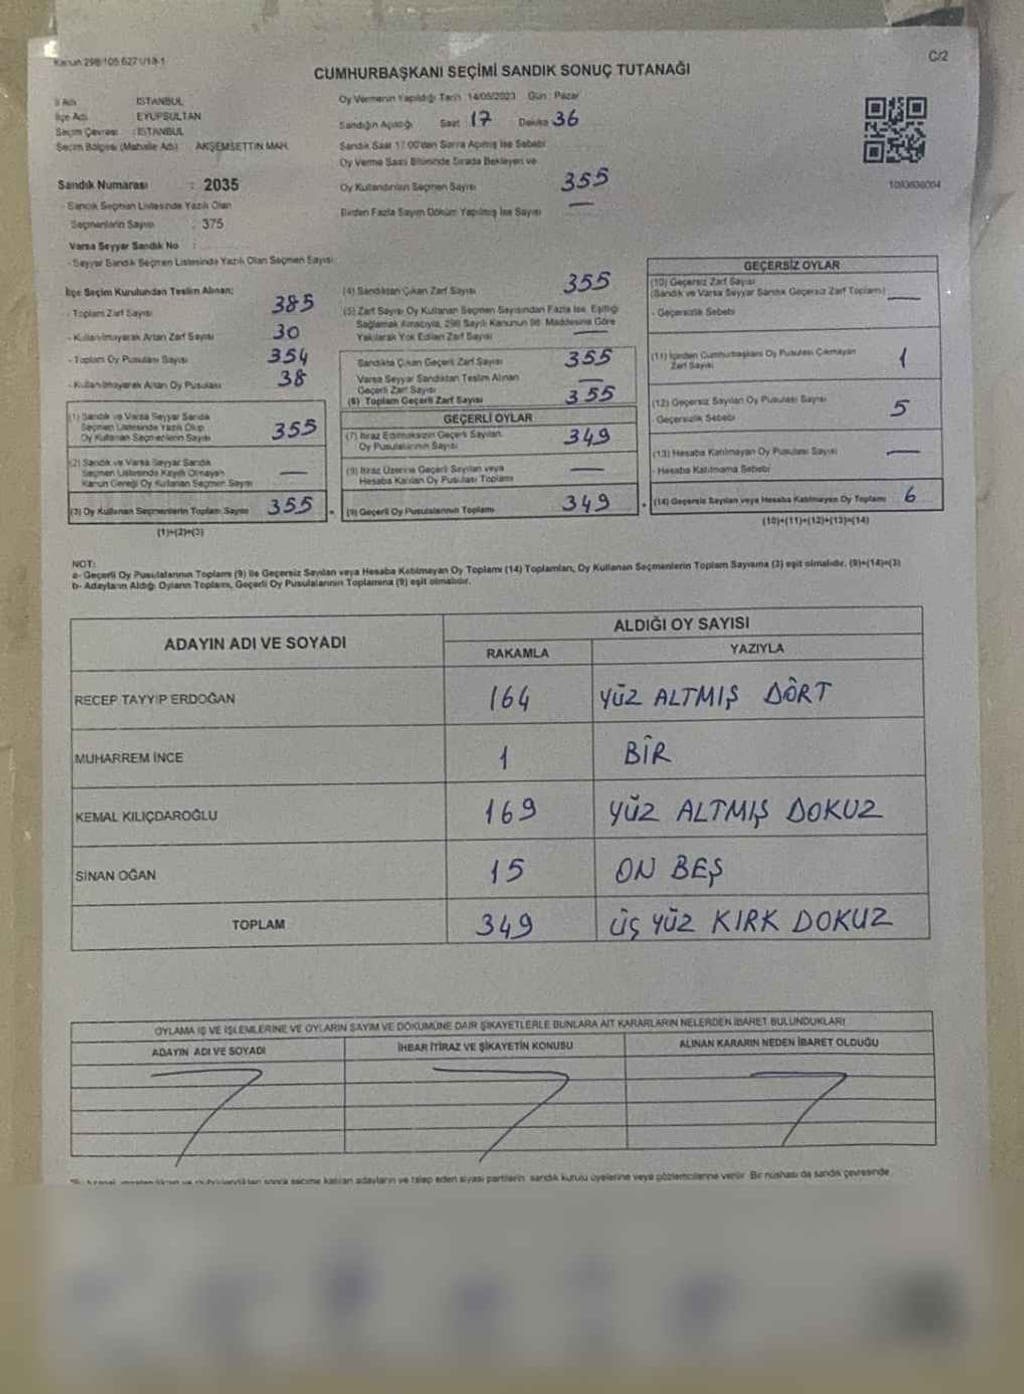 C/2
CUMHURBAŞKANI SEÇİMİ SANDIK SONUÇ TUTANAĞI
İl Adı İSTANBUL
İlçe Adı EYÜPSULTAN
Seçim Çevresi : İSTANBUL
Seçim Bölgesi (Mahalle Adı) AKŞEMSETTİN MAH.
Sandık Numarası : 2035
- Sandık Seçmen Listesinde Yazılı Olan
Seçmenlerin Sayısı : 375
Varsa Seyyar Sandık No :
- Seyyar Sandık Seçmen Listesinde Yazılı Olan Seçmen Sayısı:
Oy Vermenin Yapıldığı Tarih 14/05/2023 Gün : Pazar
Sandığın Açıldığı Saat 17 Dakika 36
Sandık Saat 17:00'dan Sonra Açılmış İse Sebebi
Oy Verme Saati Bitiminde Sırada Bekleyen ve
Oy Kullandırılan Seçmen Sayısı 355
Birden Fazla Sayım Döküm Yapılmış İse Sayısı —
İlçe Seçim Kurulundan Teslim Alınan;
- Toplam Zarf Sayısı 385
- Kullanılmayarak Artan Zarf Sayısı 30
- Toplam Oy Pusulası Sayısı 354
- Kullanılmayarak Artan Oy Pusulası 38
(1) Sandık ve Varsa Seyyar Sandık
Seçmen Listesinde Yazılı Olup
Oy Kullanan Seçmenlerin Sayısı 355
(2) Sandık ve Varsa Seyyar Sandık
Seçmen Listesinde Kayıtlı Olmayan
Kanun Gereği Oy Kullanan Seçmen Sayısı —
(3) Oy Kullanan Seçmenlerin Toplam Sayısı 355
(1)+(2)=(3)
(4) Sandıktan Çıkan Zarf Sayısı 355
(5) Zarf Sayısı Oy Kullanan Seçmen Sayısından Fazla İse, Eşitliği
Sağlamak Amacıyla, 298 Sayılı Kanunun 98. Maddesine Göre
Yakılarak Yok Edilen Zarf Sayısı —
Sandıkta Çıkan Geçerli Zarf Sayısı 355
Varsa Seyyar Sandıktan Teslim Alınan
Geçerli Zarf Sayısı —
(6) Toplam Geçerli Zarf Sayısı 355
GEÇERLİ OYLAR
(7) İtiraz Edilmeksizin Geçerli Sayılan
Oy Pusulalarının Sayısı 349
(8) İtiraz Üzerine Geçerli Sayılan veya
Hesaba Katılan Oy Pusulası Toplamı —
(9) Geçerli Oy Pusulalarının Toplamı 349
GEÇERSİZ OYLAR
(10) Geçersiz Zarf Sayısı
(Sandık ve Varsa Seyyar Sandık Geçersiz Zarf Toplamı) —
- Geçersizlik Sebebi
(11) İçinden Cumhurbaşkanı Oy Pusulası Çıkmayan
Zarf Sayısı 1
(12) Geçersiz Sayılan Oy Pusulası Sayısı 5
Geçersizlik Sebebi
(13) Hesaba Katılmayan Oy Pusulası Sayısı —
- Hesaba Katılmama Sebebi
(14) Geçersiz Sayılan veya Hesaba Katılmayan Oy Toplamı 6
(10)+(11)+(12)+(13)=(14)
NOT:
a- Geçerli Oy Pusulalarının Toplamı (9) ile Geçersiz Sayılan veya Hesaba Katılmayan Oy Toplamı (14) Toplamları, Oy Kullanan Seçmenlerin Toplam Sayısına (3) eşit olmalıdır. (9)+(14)=(3)
b- Adayların Aldığı Oyların Toplamı, Geçerli Oy Pusulalarının Toplamına (9) eşit olmalıdır.
ADAYIN ADI VE SOYADI
ALDIĞI OY SAYISI
RAKAMLA YAZIYLA
RECEP TAYYİP ERDOĞAN 164 YÜZ ALTMIŞ DÖRT
MUHARREM İNCE 1 BİR
KEMAL KILIÇDAROĞLU 169 YÜZ ALTMIŞ DOKUZ
SİNAN OĞAN 15 ON BEŞ
TOPLAM 349 ÜÇ YÜZ KIRK DOKUZ
OYLAMA İŞ VE İŞLEMLERİNE VE OYLARIN SAYIM VE DÖKÜMÜNE DAİR ŞİKAYETLERLE BUNLARA AİT KARARLARIN NELERDEN İBARET BULUNDUKLARI
ADAYIN ADI VE SOYADI İHBAR İTİRAZ VE ŞİKAYETİN KONUSU ALINAN KARARIN NEDEN İBARET OLDUĞU
sonra seçime katılan adayların ve talep eden siyasi partilerin sandık kurulu üyelerine veya gözlemcilerine verilir. Bir nüshası da sandık çevresinde